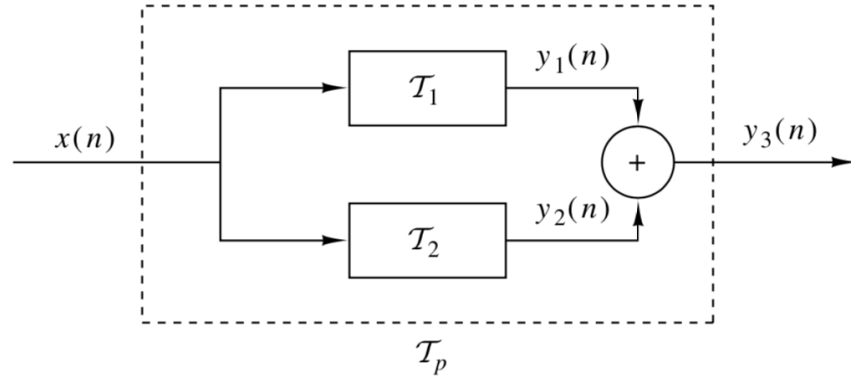 𝒯₁
y₁(n)
x(n)
+
y₃(n)
𝒯₂
y₂(n)
𝒯ₚ